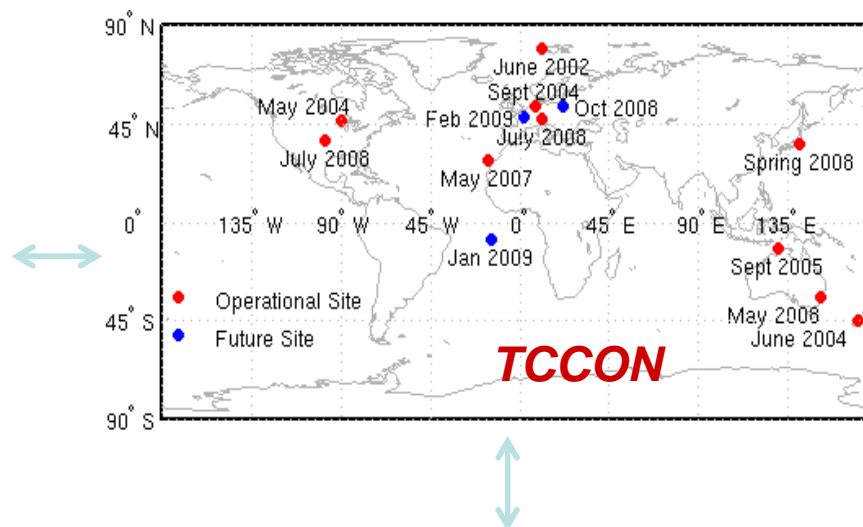 90° N
June 2002
Sept 2004
May 2004
Oct 2008
Feb 2009
45° N
July 2008
July 2008
Spring 2008
May 2007
0°
135° W
90° W
45° W
0°
45° E
90° E
135° E
Jan 2009
Sept 2005
Operational Site
May 2006
45° S
Future Site
June 2004
TCCON
90° S